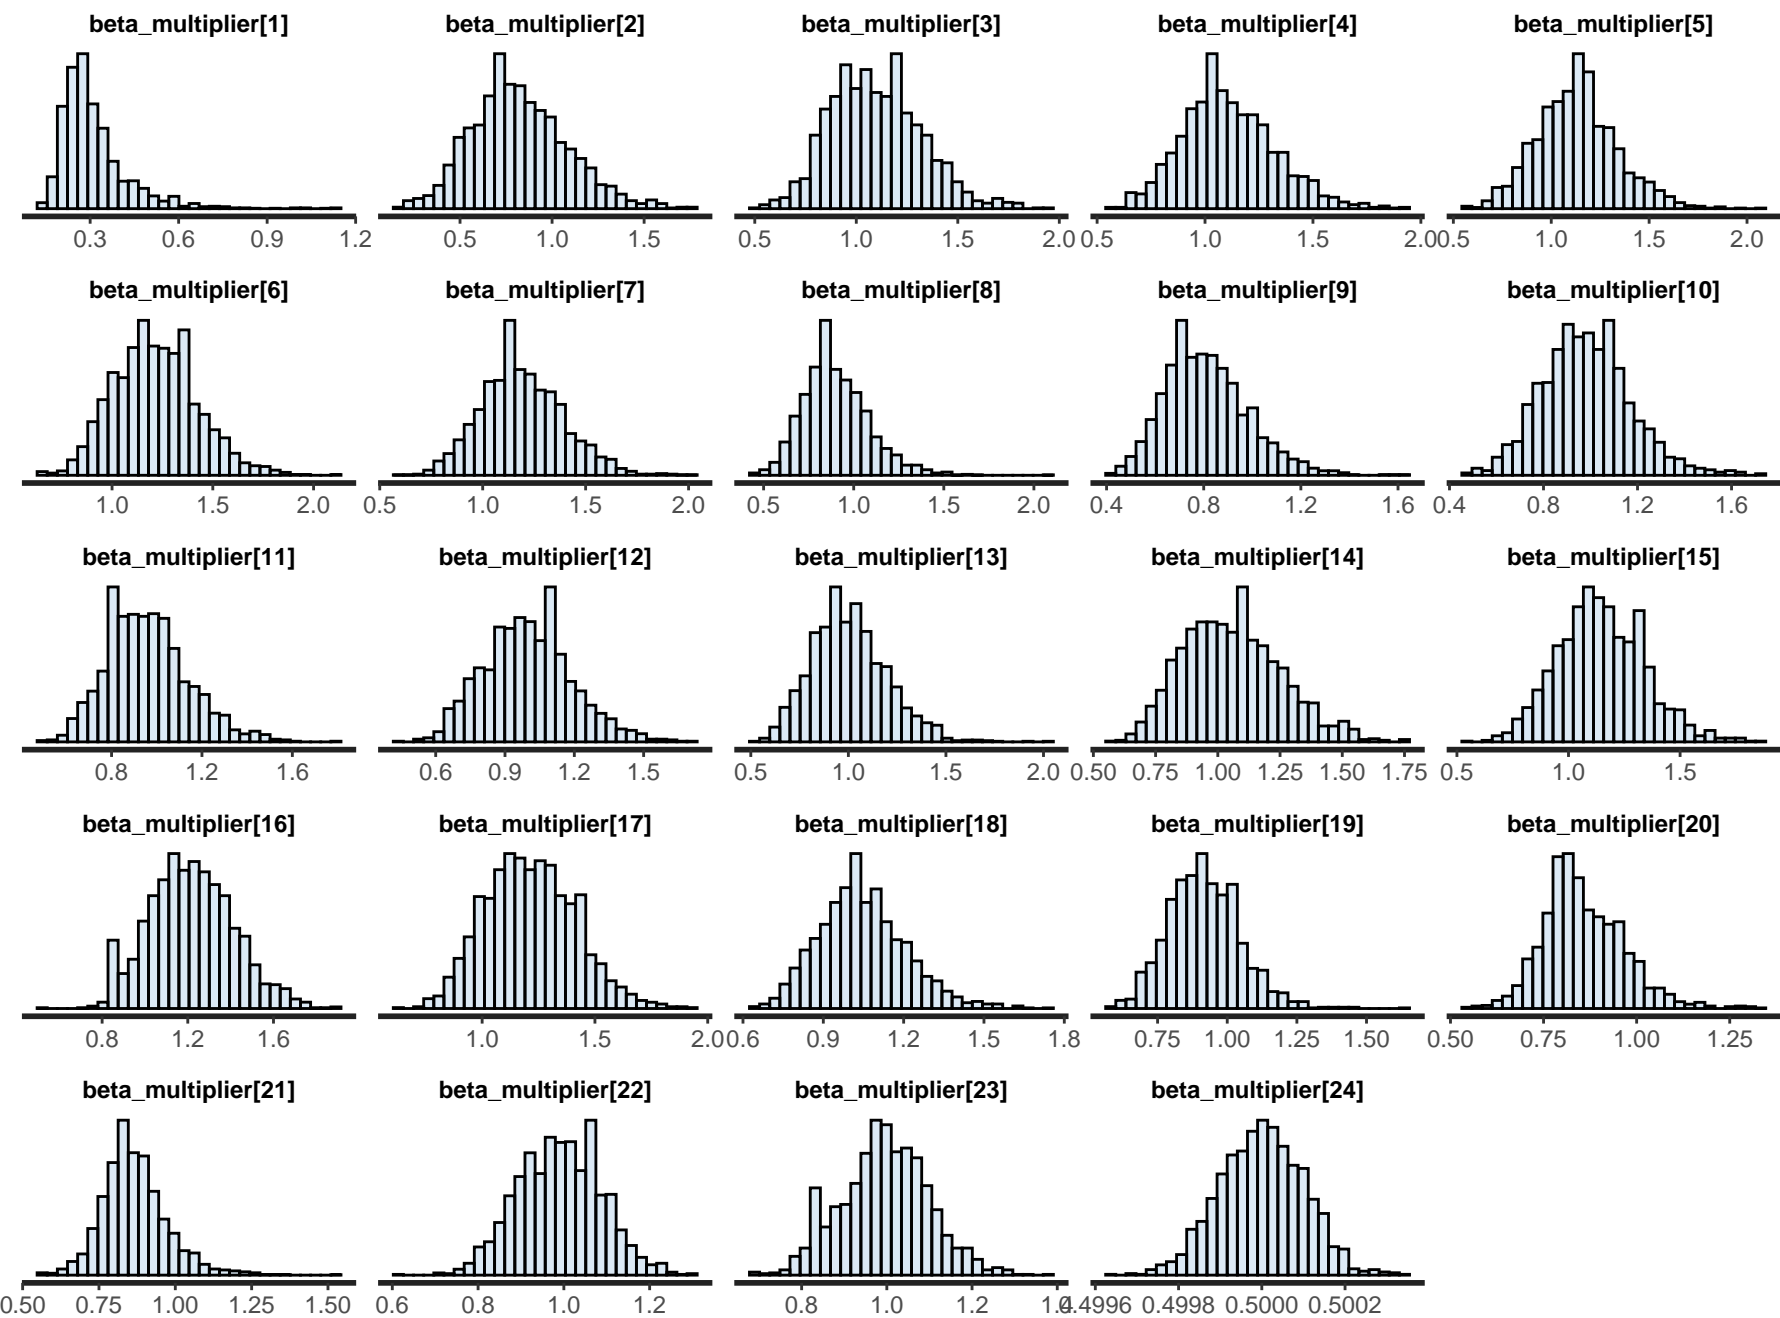 beta_multiplier[1] beta_multiplier[2] beta_multiplier[3] beta_multiplier[4] beta_multiplier[5]
0.3 0.6 0.9 1.2 0.5 1.0 1.5 0.5 1.0 1.5 2.0 0.5 1.0 1.5 2.0 0.5 1.0 1.5 2.0
beta_multiplier[6] beta_multiplier[7] beta_multiplier[8] beta_multiplier[9] beta_multiplier[10]
1.0 1.5 2.0 0.5 1.0 1.5 2.0 0.5 1.0 1.5 2.0 0.4 0.8 1.2 1.6 0.4 0.8 1.2 1.6
beta_multiplier[11] beta_multiplier[12] beta_multiplier[13] beta_multiplier[14] beta_multiplier[15]
0.8 1.2 1.6 0.6 0.9 1.2 1.5 0.5 1.0 1.5 2.0 0.50 0.75 1.00 1.25 1.50 1.75 0.5 1.0 1.5
beta_multiplier[16] beta_multiplier[17] beta_multiplier[18] beta_multiplier[19] beta_multiplier[20]
0.8 1.2 1.6 1.0 1.5 2.0 0.6 0.9 1.2 1.5 1.8 0.75 1.00 1.25 1.50 0.50 0.75 1.00 1.25
beta_multiplier[21] beta_multiplier[22] beta_multiplier[23] beta_multiplier[24]
0.50 0.75 1.00 1.25 1.50 0.6 0.8 1.0 1.2 0.8 1.0 1.2 1.4 0.4996 0.4998 0.5000 0.5002